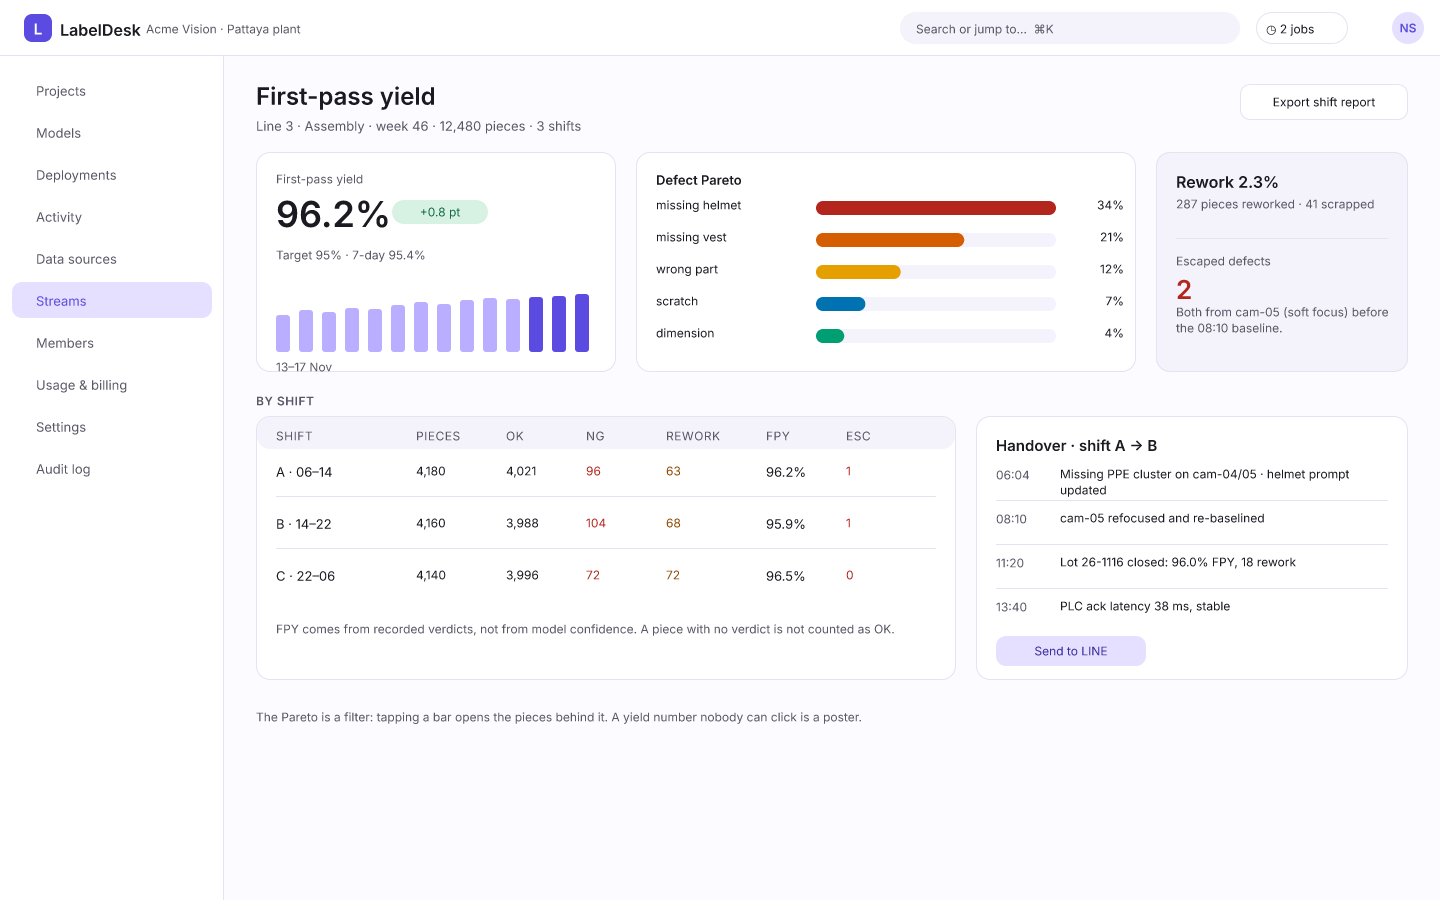 L LabelDesk Acme Vision · Pattaya plant
Search or jump to... ⌘K
◷ 2 jobs
NS
Projects
Models
Deployments
Activity
Data sources
Streams
Members
Usage & billing
Settings
Audit log
First-pass yield
Line 3 · Assembly · week 46 · 12,480 pieces · 3 shifts
Export shift report
First-pass yield
96.2% +0.8 pt
Target 95% · 7-day 95.4%
13–17 Nov
Defect Pareto
missing helmet 34%
missing vest 21%
wrong part 12%
scratch 7%
dimension 4%
Rework 2.3%
287 pieces reworked · 41 scrapped
Escaped defects
2
Both from cam-05 (soft focus) before
the 08:10 baseline.
BY SHIFT
SHIFT PIECES OK NG REWORK FPY ESC
A · 06–14 4,180 4,021 96 63 96.2% 1
B · 14–22 4,160 3,988 104 68 95.9% 1
C · 22–06 4,140 3,996 72 72 96.5% 0
FPY comes from recorded verdicts, not from model confidence. A piece with no verdict is not counted as OK.
Handover · shift A → B
06:04 Missing PPE cluster on cam-04/05 · helmet prompt
updated
08:10 cam-05 refocused and re-baselined
11:20 Lot 26-1116 closed: 96.0% FPY, 18 rework
13:40 PLC ack latency 38 ms, stable
Send to LINE
The Pareto is a filter: tapping a bar opens the pieces behind it. A yield number nobody can click is a poster.